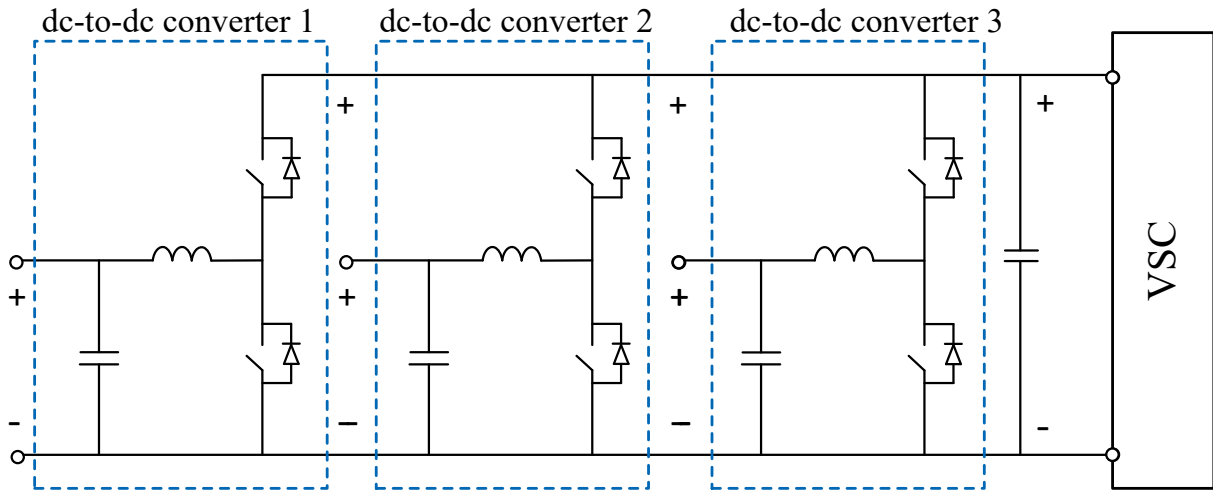 dc-to-dc converter 1
dc-to-dc converter 2
dc-to-dc converter 3
+
+
+
+
+
+
VSC
-
-
-
-